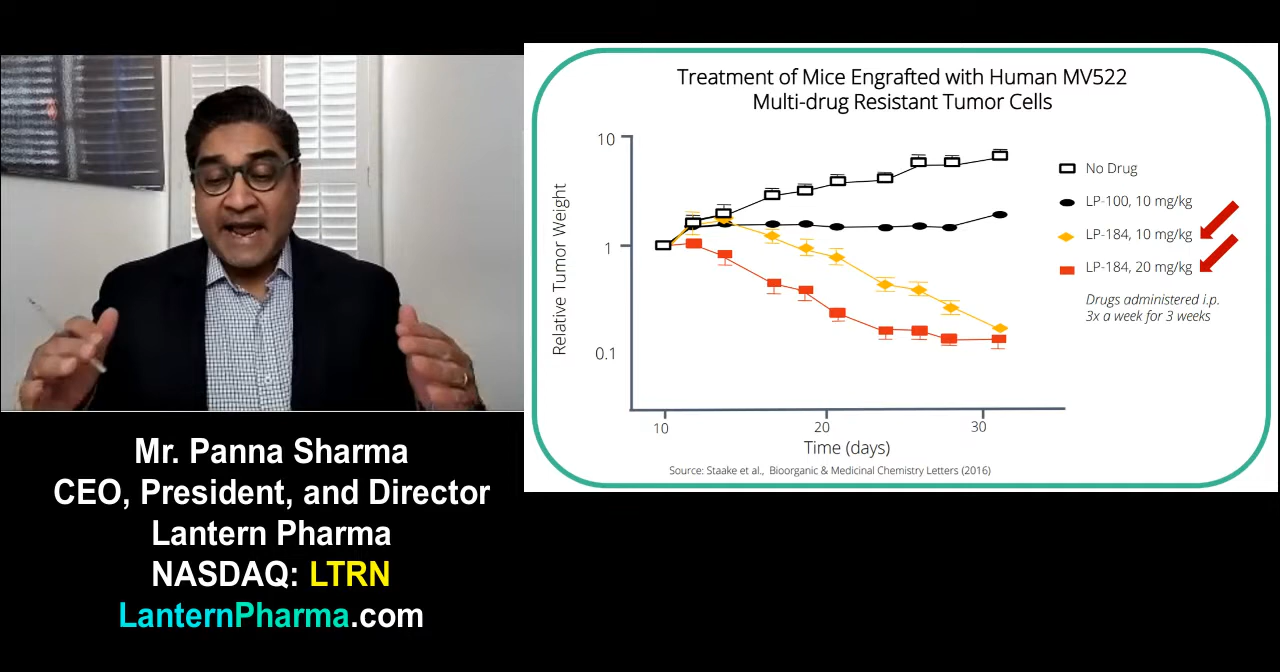 Treatment of Mice Engrafted with Human MV522
Multi-drug Resistant Tumor Cells
10
1
0.1
Relative Tumor Weight
10
20
30
Time (days)
No Drug
LP-100, 10 mg/kg
LP-184, 10 mg/kg
LP-184, 20 mg/kg
Drugs administered i.p.
3x a week for 3 weeks
Source: Staake et al., Bioorganic & Medicinal Chemistry Letters (2016)
Mr. Panna Sharma
CEO, President, and Director
Lantern Pharma
NASDAQ: LTRN
LanternPharma.com